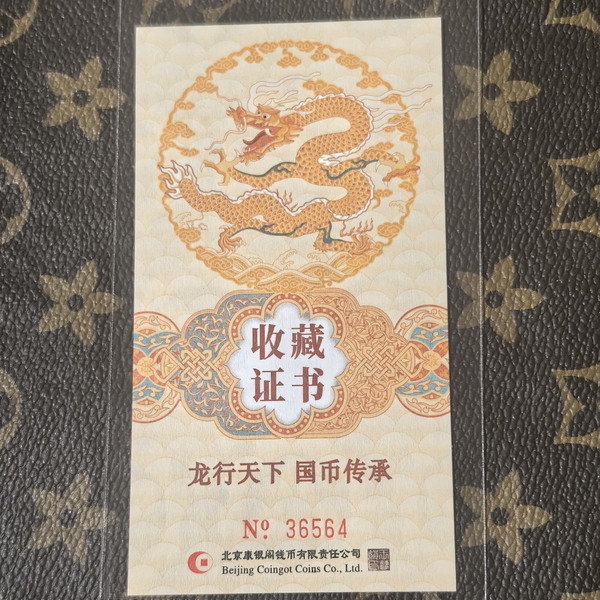 收藏
证书
龙行天下 国币传承
Nº 36564
北京康银阁钱币有限责任公司
Beijing Coingot Coins Co., Ltd.